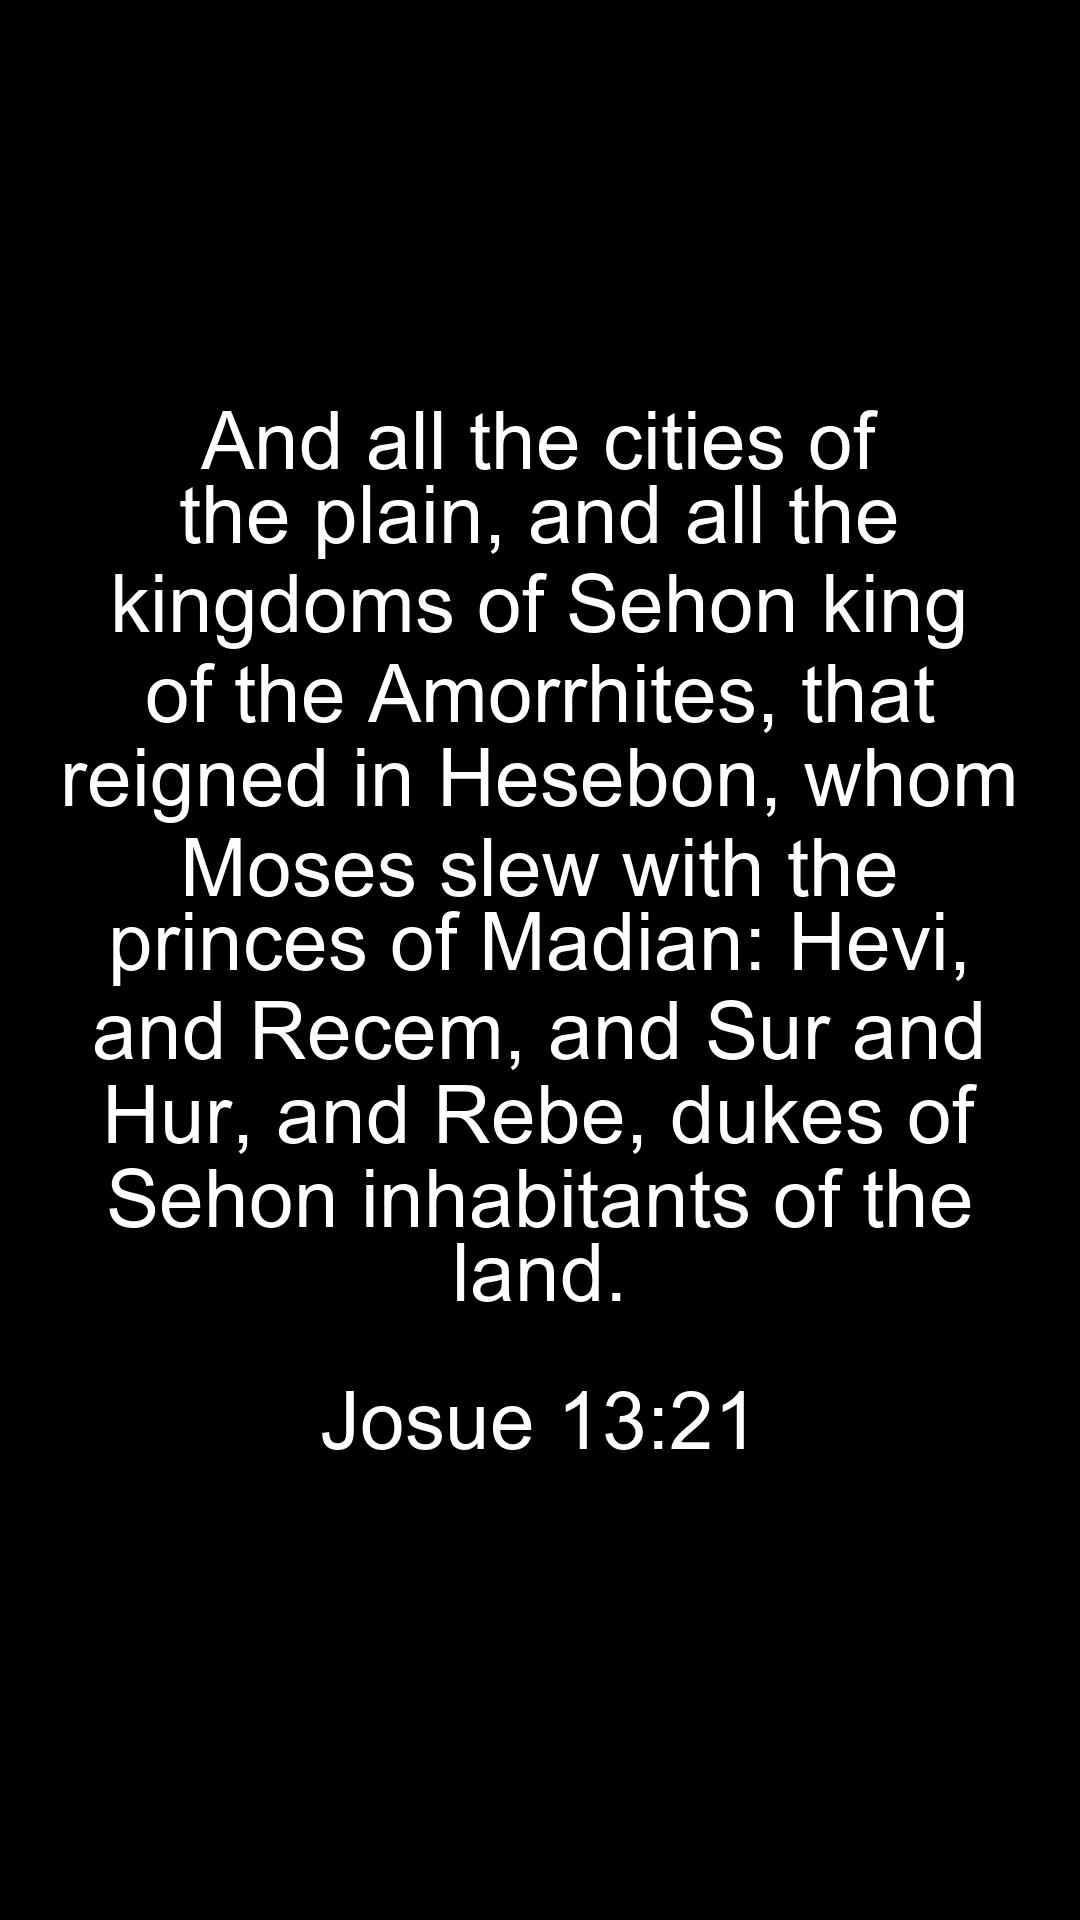 And all the cities of
the plain, and all the
kingdoms of Sehon king
of the Amorrhites, that
reigned in Hesebon, whom
Moses slew with the
princes of Madian: Hevi,
and Recem, and Sur and
Hur, and Rebe, dukes of
Sehon inhabitants of the
land.
Josue 13:21